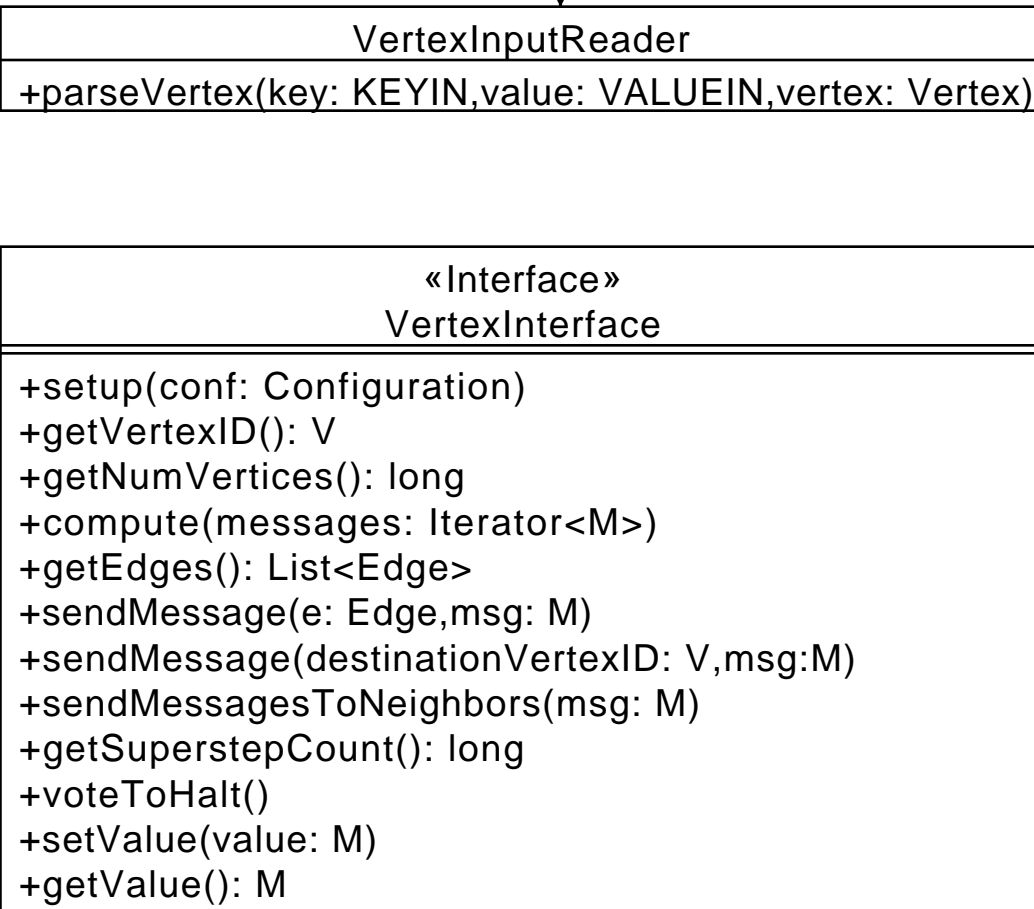 VertexInputReader
+parseVertex(key: KEYIN,value: VALUEIN,vertex: Vertex)
«Interface»
VertexInterface
+setup(conf: Configuration)
+getVertexID(): V
+getNumVertices(): long
+compute(messages: Iterator<M>)
+getEdges(): List<Edge>
+sendMessage(e: Edge,msg: M)
+sendMessage(destinationVertexID: V,msg:M)
+sendMessagesToNeighbors(msg: M)
+getSuperstepCount(): long
+voteToHalt()
+setValue(value: M)
+getValue(): M